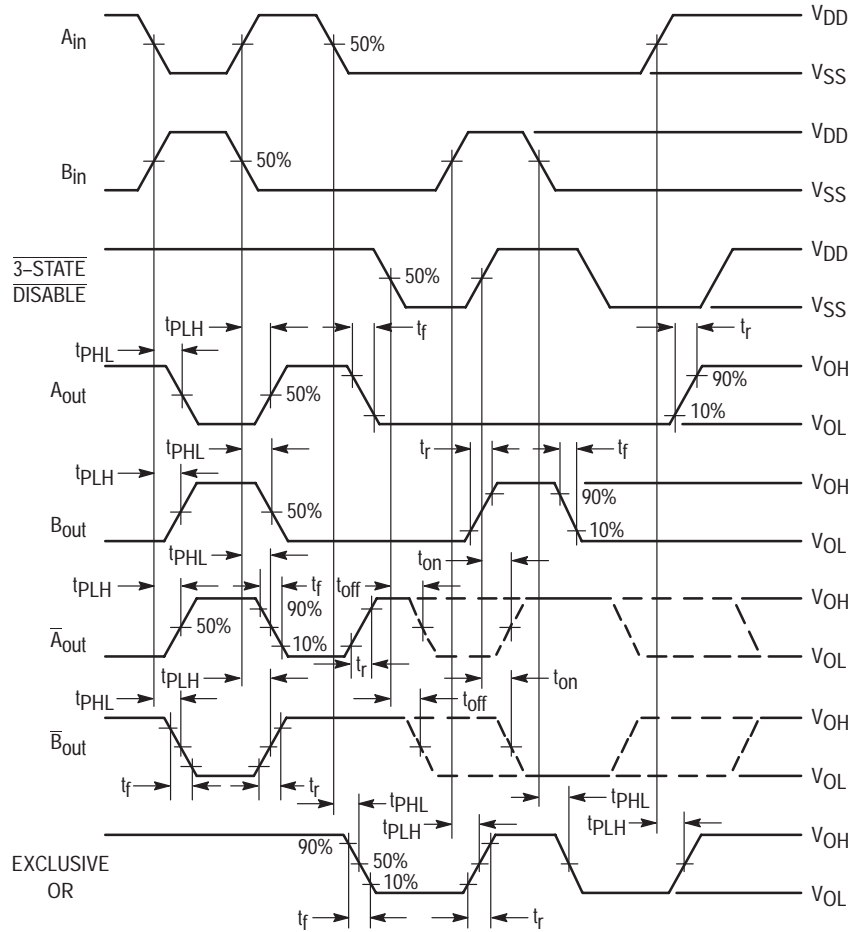 A̅in
VDD
50%
VSS
Bin
VDD
50%
VSS
3–STATE
DISABLE
VDD
50%
VSS
tPLH
tf
tr
tPHL
Aout
VOH
90%
50%
10%
VOL
tPHL
tr
tf
tPLH
Bout
VOH
90%
50%
10%
VOL
tPHL
ton
tPLH
tf
toff
A̅out
VOH
90%
50%
10%
VOL
tr
tPLH
tPHL
toff
ton
B̅out
VOH
VOL
tf
tr
tPHL
tPLH
tPLH
tPHL
EXCLUSIVE
OR
VOH
90%
50%
10%
VOL
tf
tr